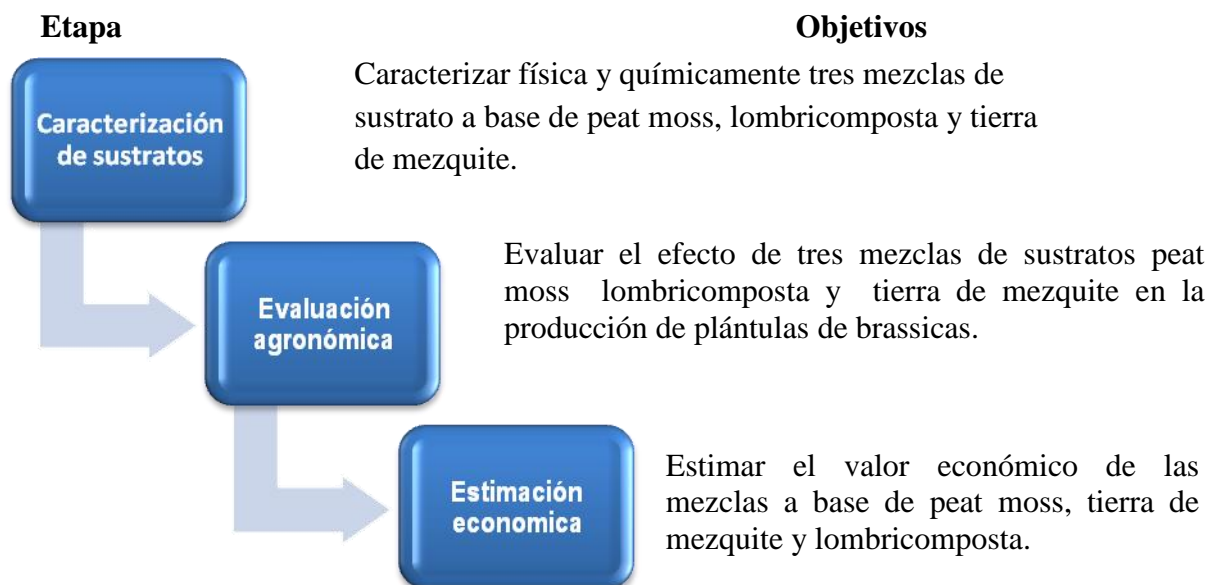 Etapa
Objetivos
Caracterización
de sustratos
Caracterizar física y químicamente tres mezclas de
sustrato a base de peat moss, lombricomposta y tierra
de mezquite.
Evaluación
agronómica
Evaluar el efecto de tres mezclas de sustratos peat
moss lombricomposta y tierra de mezquite en la
producción de plántulas de brassicas.
Estimación
economica
Estimar el valor económico de las
mezclas a base de peat moss, tierra de
mezquite y lombricomposta.